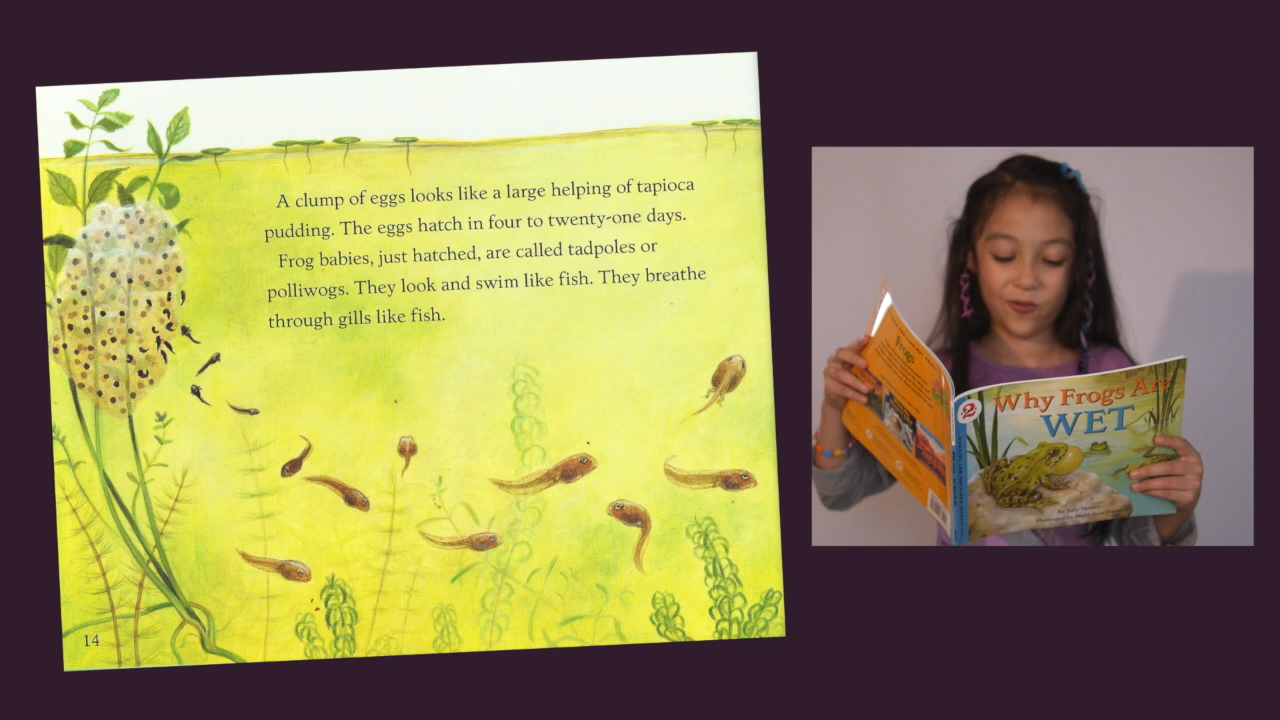 A clump of eggs looks like a large helping of tapioca
pudding. The eggs hatch in four to twenty-one days.
Frog babies, just hatched, are called tadpoles or
polliwogs. They look and swim like fish. They breathe
through gills like fish.
14
Frogs
2
Why Frogs Are
WET